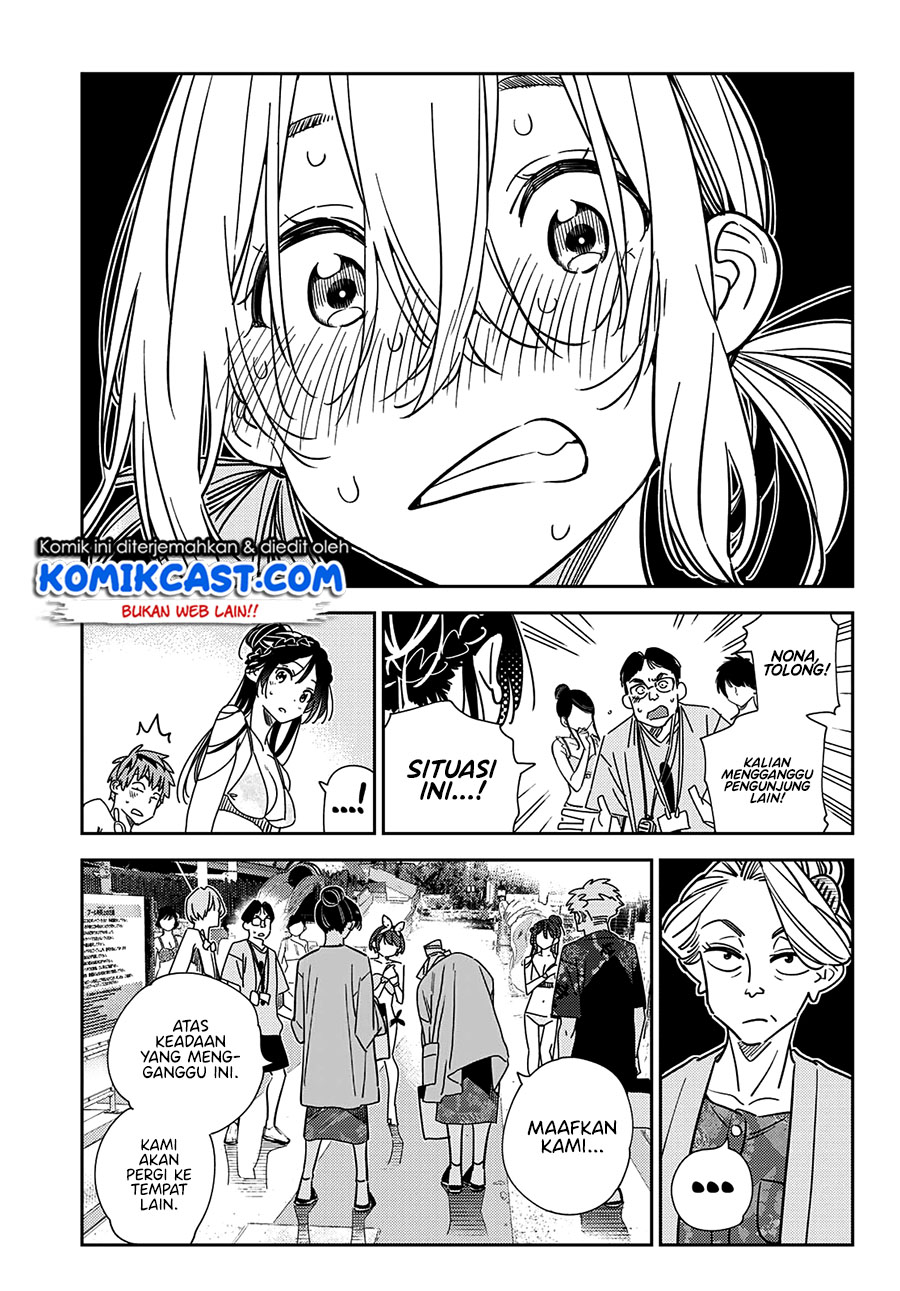 Komik ini diterjemahkan & diedit oleh
KOMIKCAST.COM
BUKAN WEB LAIN!!
NONA,
TOLONG!
KALIAN
MENGGANGGU
PENGUNJUNG
LAIN!
SITUASI
INI...!
....!
...
MAAFKAN
KAMI...
ATAS
KEADAAN
YANG MENG-
GANGGU INI.
KAMI
AKAN
PERGI KE
TEMPAT
LAIN.